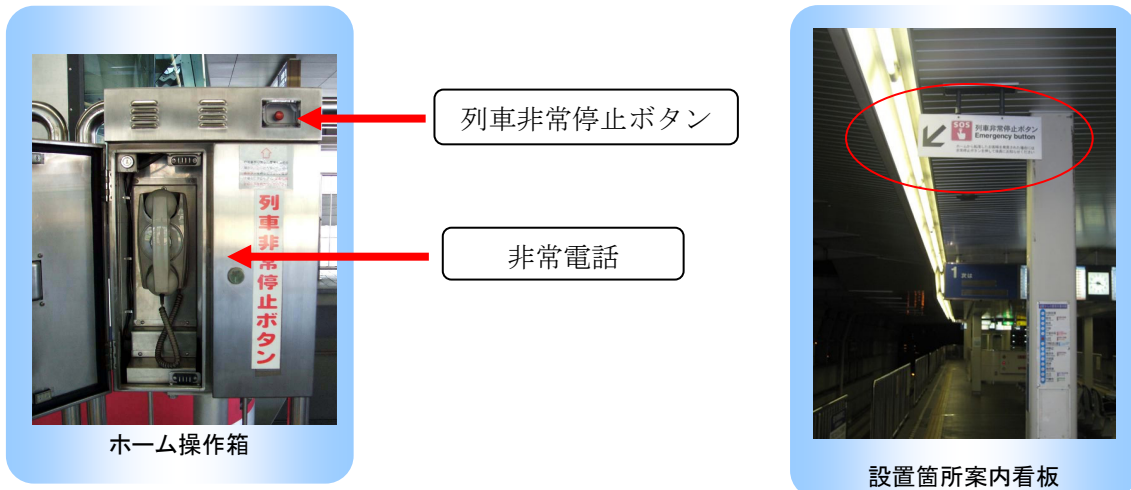 列車非常停止ボタン
列車非常停止ボタン
非常電話
ホーム操作箱
SOS
列車非常停止ボタン
Emergency button
1
設置箇所案内看板